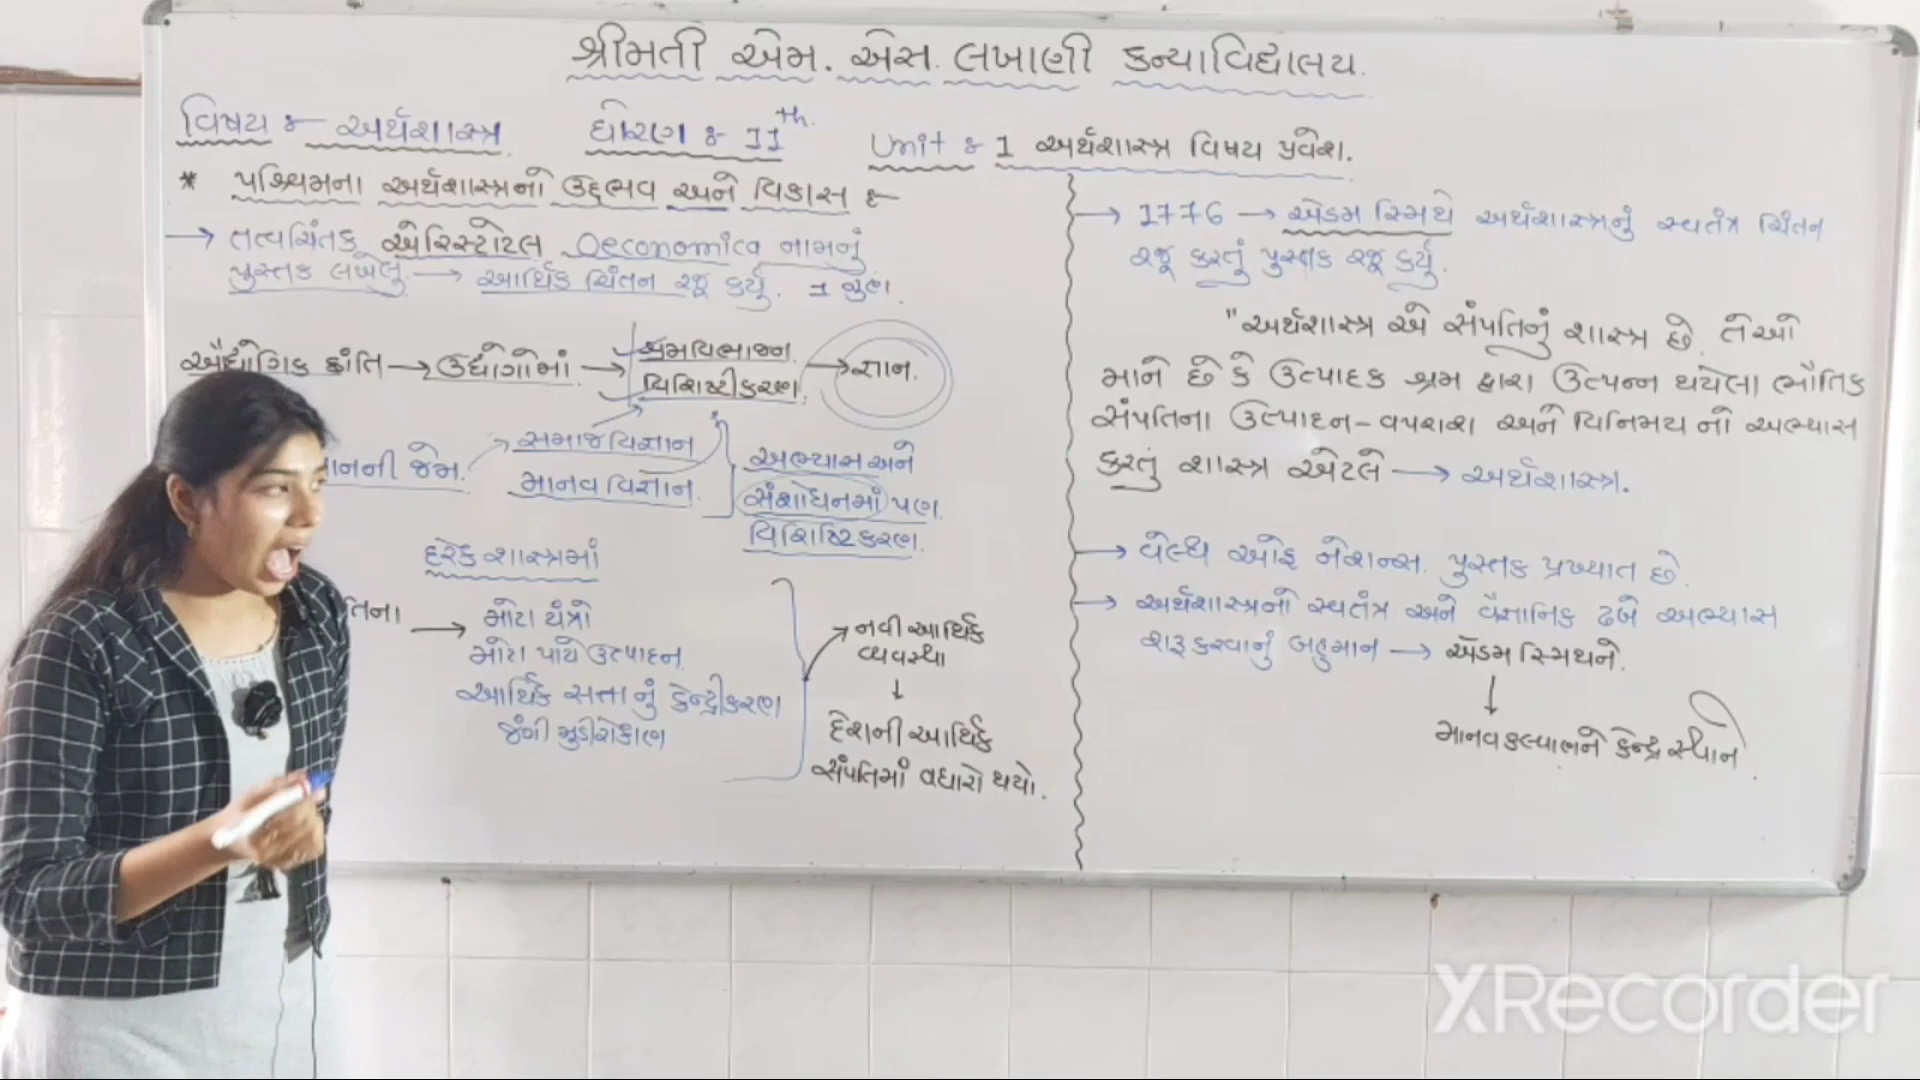 શ્રીમતી એમ. એસ. લખાણી કન્યાવિદ્યાલય.
વિષય :- અર્થશાસ્ત્ર ધોરણ :- 11th. Unit :- 1 અર્થશાસ્ત્ર વિષય પ્રવેશ.
* પશ્ચિમના અર્થશાસ્ત્રનો ઉદ્દભવ અને વિકાસ :-
→ તત્વચિંતક એરિસ્ટોટલ Oeconomica નામનું
પુસ્તક લખેલું. → આર્થિક ચિંતન રજૂ કર્યું.
ઔદ્યોગિક ક્રાંતિ → ઉદ્યોગોમાં → શ્રમવિભાજન
વિશિષ્ટીકરણ → જ્ઞાન.
ાનની જેમ. → સમાજવિજ્ઞાન
માનવ વિજ્ઞાન.
અભ્યાસ અને
સંશોધનમાં પણ
વિશિષ્ટિકરણ.
દરેક શાસ્ત્રમાં
તિના → મોટા યંત્રો
મોટા પાયે ઉત્પાદન
આર્થિક સત્તાનું કેન્દ્રીકરણ
જંગી મુડીરોકાણ
→ નવી આર્થિક
વ્યવસ્થા
↓
દેશની આર્થિક
સંપતિમાં વધારો થયો.
→ 1776 → એડમ સ્મિથે અર્થશાસ્ત્રનું સ્વતંત્ર ચિંતન
રજૂ કરતું પુસ્તક રજૂ કર્યુ.
"અર્થશાસ્ત્ર એ સંપતિનું શાસ્ત્ર છે. તેઓ
માને છે કે ઉત્પાદક શ્રમ દ્વારા ઉત્પન્ન થયેલા ભૌતિક
સંપતિના ઉત્પાદન - વપરાશ અને વિનિમય નો અભ્યાસ
કરતું શાસ્ત્ર એટલે → અર્થશાસ્ત્ર.
→ વેલ્થ ઓફ નેશન્સ. પુસ્તક પ્રખ્યાત છે.
→ અર્થશાસ્ત્રનો સ્વતંત્ર અને વૈજ્ઞાનિક ઢબે અભ્યાસ
શરૂ કરવાનું બહુમાન → એડમ સ્મિથને.
↓
માનવ કલ્યાણને કેન્દ્ર સ્થાન.
XRecorder